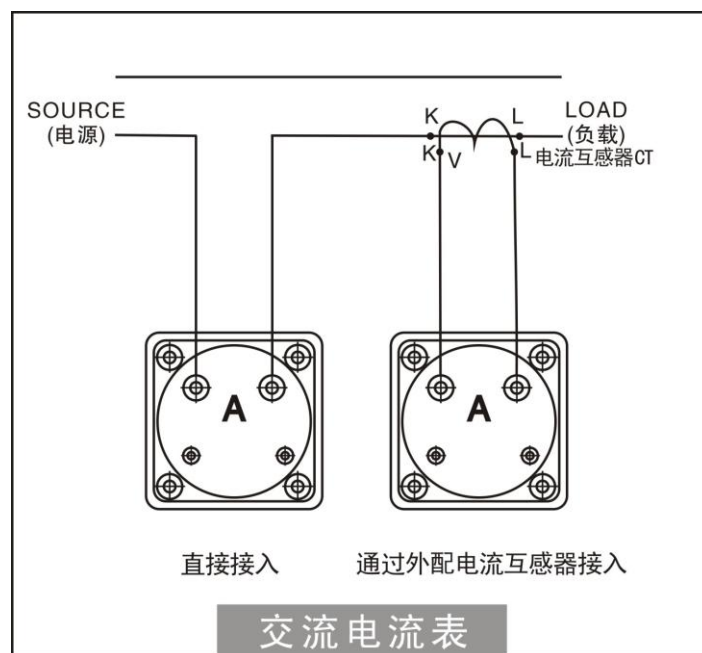 SOURCE
(电源)
K
L
LOAD
(负载)
K
V
L
电流互感器CT
A
A
直接接入
通过外配电流互感器接入
交流电流表